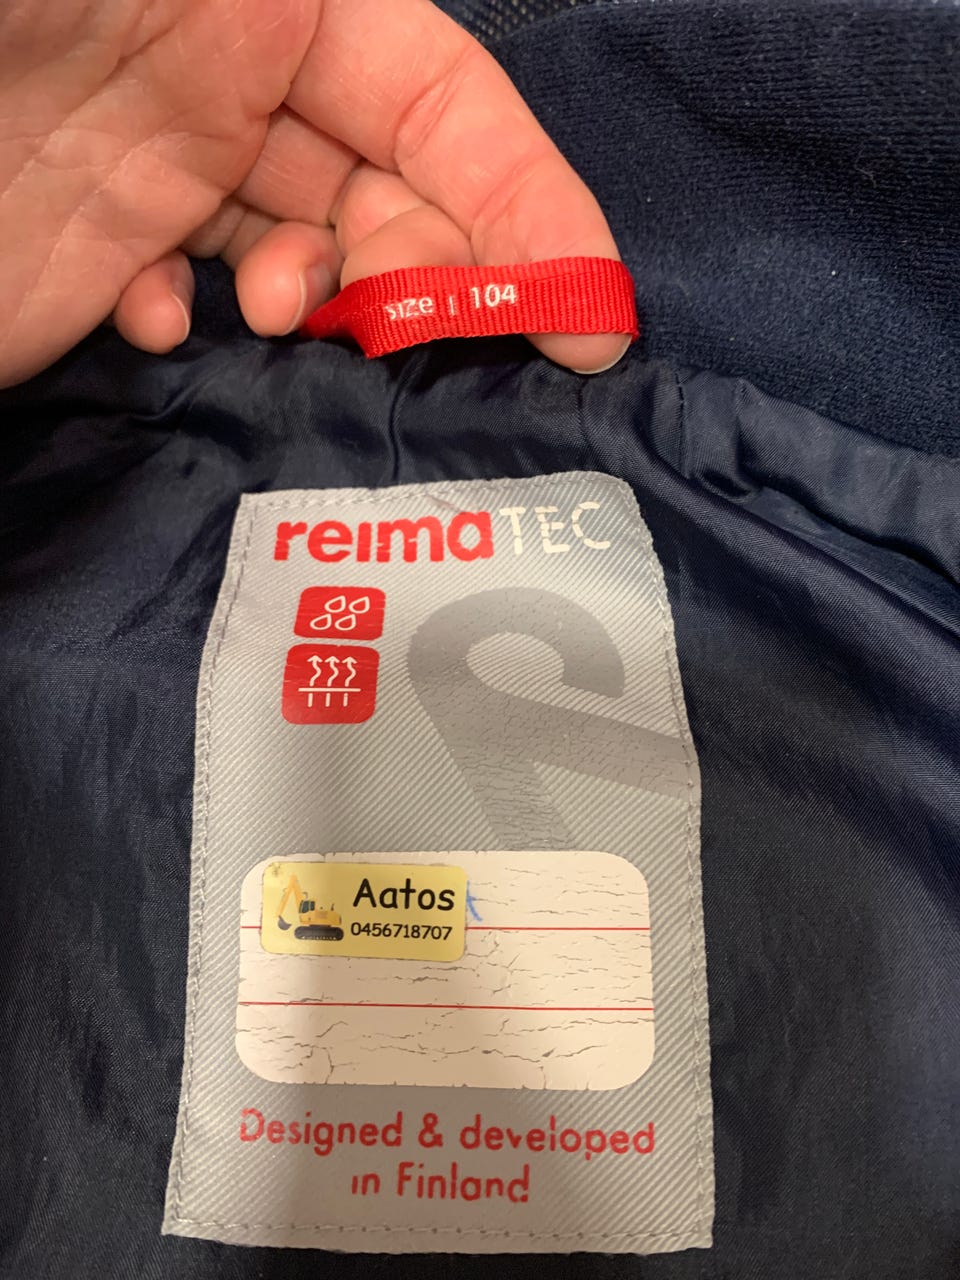 SIZE | 104
reimaTEC
Aatos
0456718707
Designed & developed
in Finland